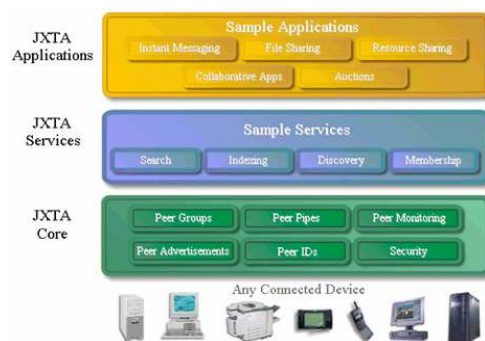 JXTA
Applications
Sample Applications
Instant Messaging
File Sharing
Resource Sharing
Collaborative Apps
Auctions
JXTA
Services
Sample Services
Search
Indexing
Discovery
Membership
JXTA
Core
Peer Groups
Peer Pipes
Peer Monitoring
Peer Advertisements
Peer IDs
Security
Any Connected Device